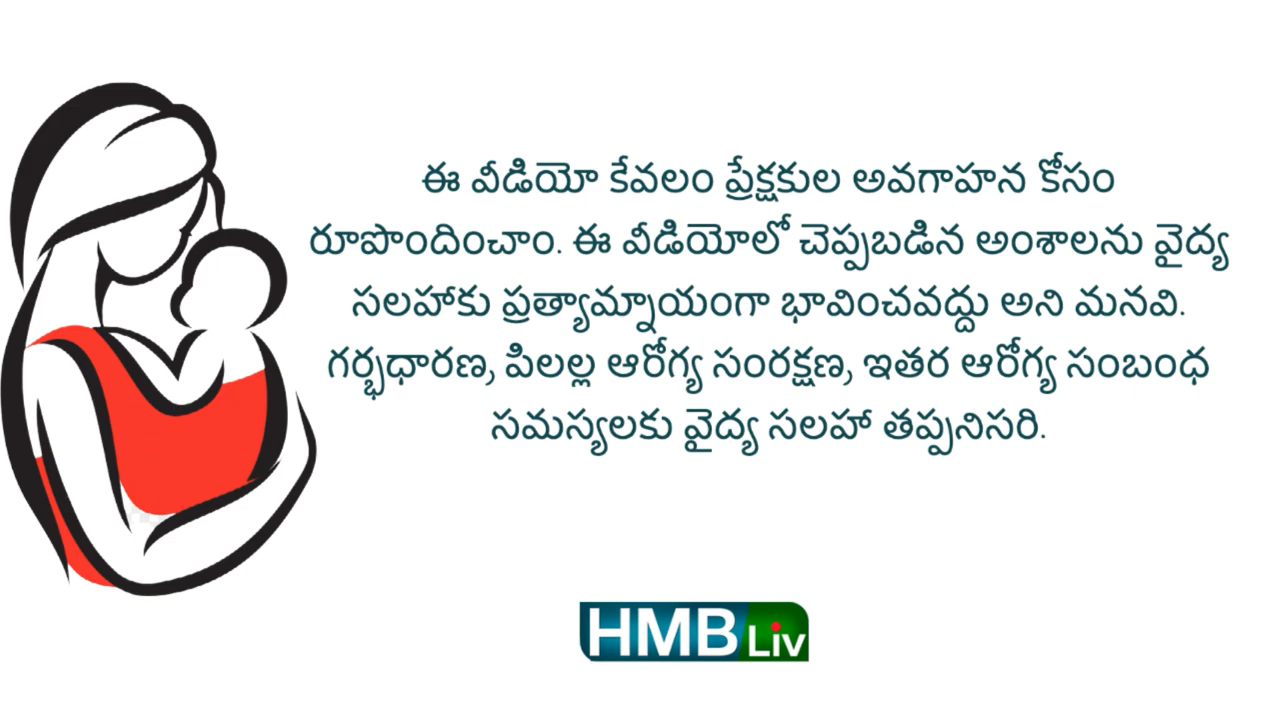 ఈ వీడియో కేవలం ప్రేక్షకుల అవగాహన కోసం
రూపొందించాం. ఈ వీడియోలో చెప్పబడిన అంశాలను వైద్య
సలహాకు ప్రత్యామ్నాయంగా భావించవద్దు అని మనవి.
గర్భధారణ, పిలల్ల ఆరోగ్య సంరక్షణ, ఇతర ఆరోగ్య సంబంధ
సమస్యలకు వైద్య సలహా తప్పనిసరి.
HMB Liv